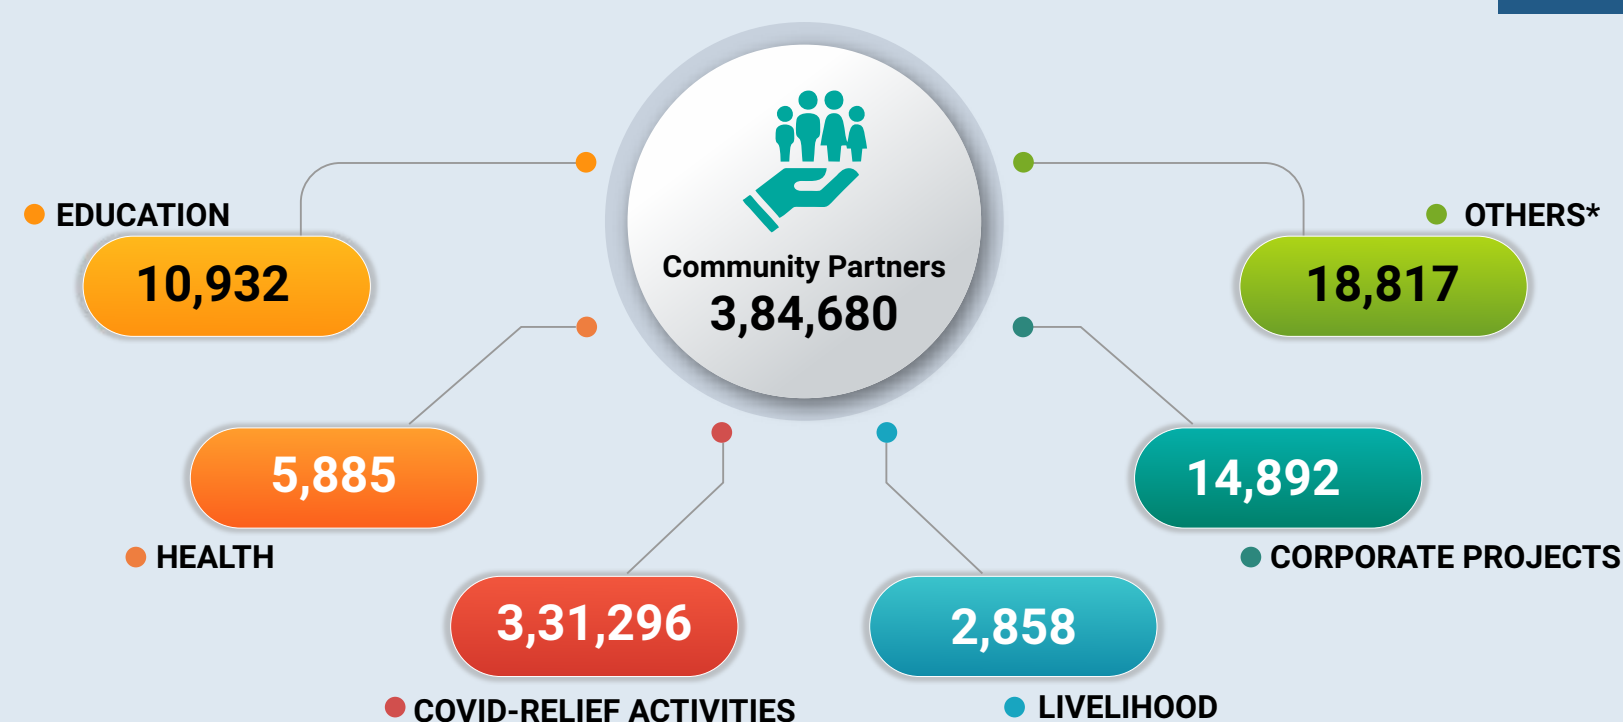 Community Partners
3,84,680
EDUCATION
10,932
HEALTH
5,885
COVID-RELIEF ACTIVITIES
3,31,296
LIVELIHOOD
2,858
CORPORATE PROJECTS
14,892
OTHERS*
18,817